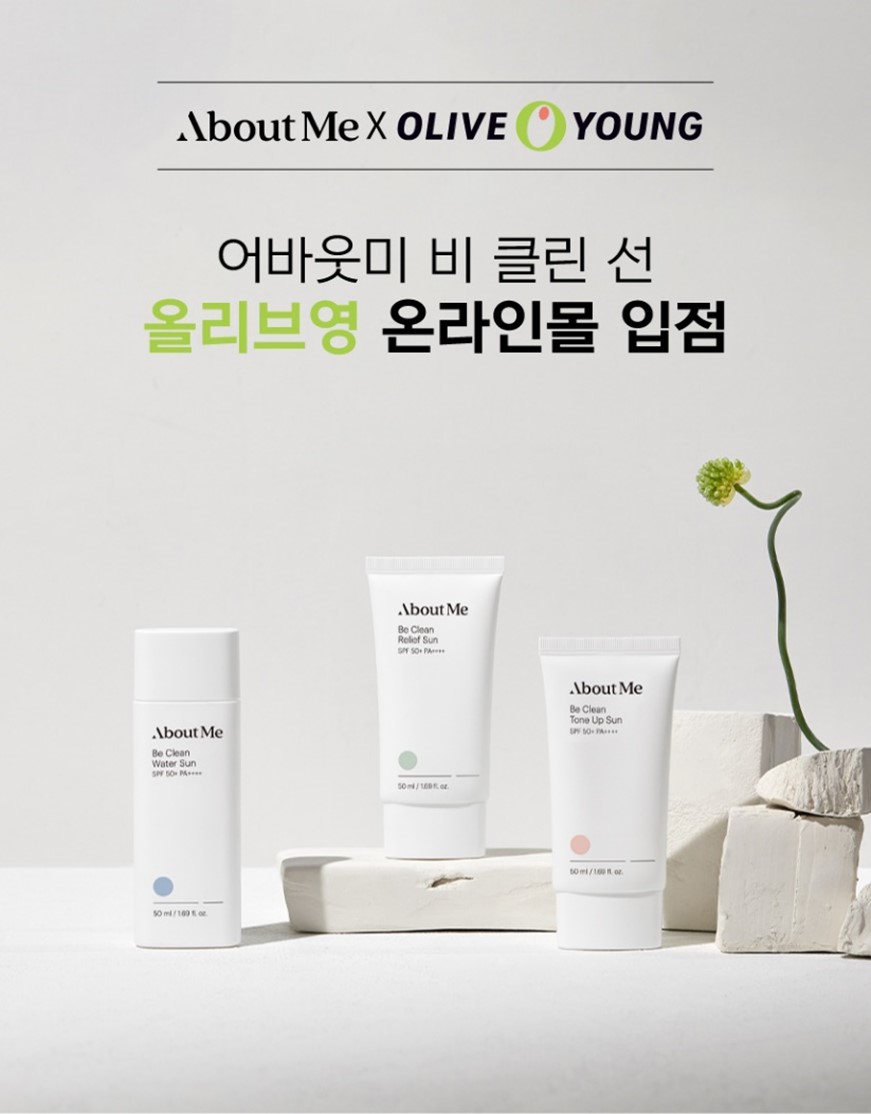 About Me X OLIVE YOUNG
어바웃미 비 클린 선
올리브영 온라인몰 입점
About Me
Be Clean
Relief Sun
SPF 50+ PA++++
50 ml / 1.69 fl. oz.
About Me
Be Clean
Tone Up Sun
SPF 50+ PA++++
50 ml / 1.69 fl. oz.
About Me
Be Clean
Water Sun
SPF 50+ PA++++
50 ml / 1.69 fl. oz.